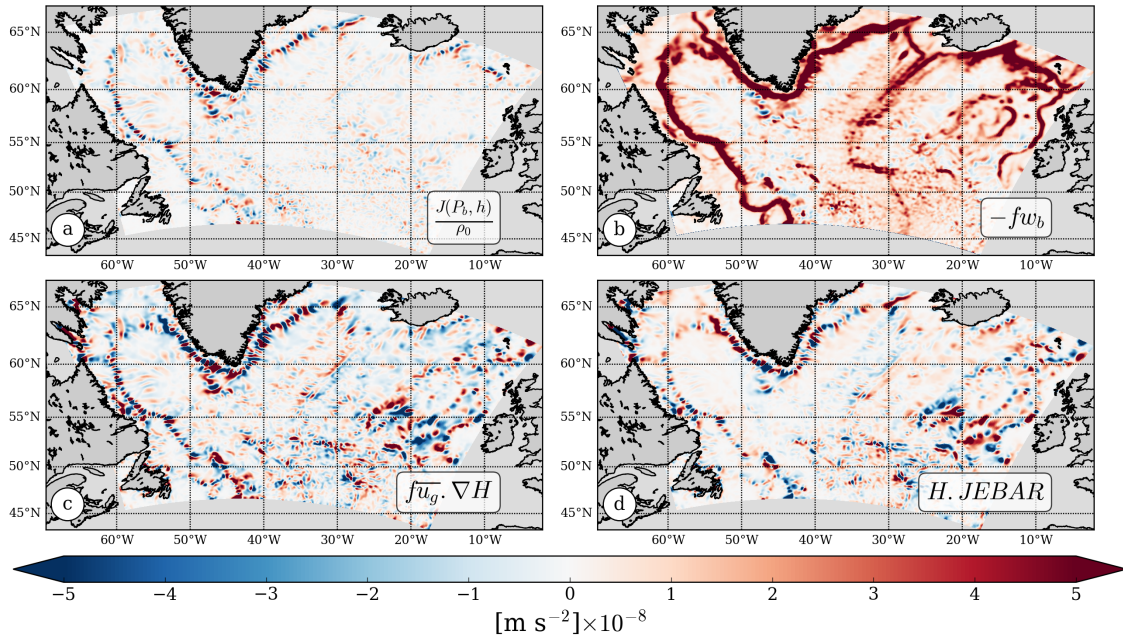 65°N
60°N
55°N
50°N
45°N
a
J(P_b, h)
ρ_0
60°W 50°W 40°W 30°W 20°W 10°W
65°N
60°N
55°N
50°N
45°N
b
−fw_b
60°W 50°W 40°W 30°W 20°W 10°W
65°N
60°N
55°N
50°N
45°N
c
f\overline{u_g}. ∇H
60°W 50°W 40°W 30°W 20°W 10°W
65°N
60°N
55°N
50°N
45°N
d
H. JEBAR
60°W 50°W 40°W 30°W 20°W 10°W
−5 −4 −3 −2 −1 0 1 2 3 4 5
[m s⁻²]×10⁻⁸